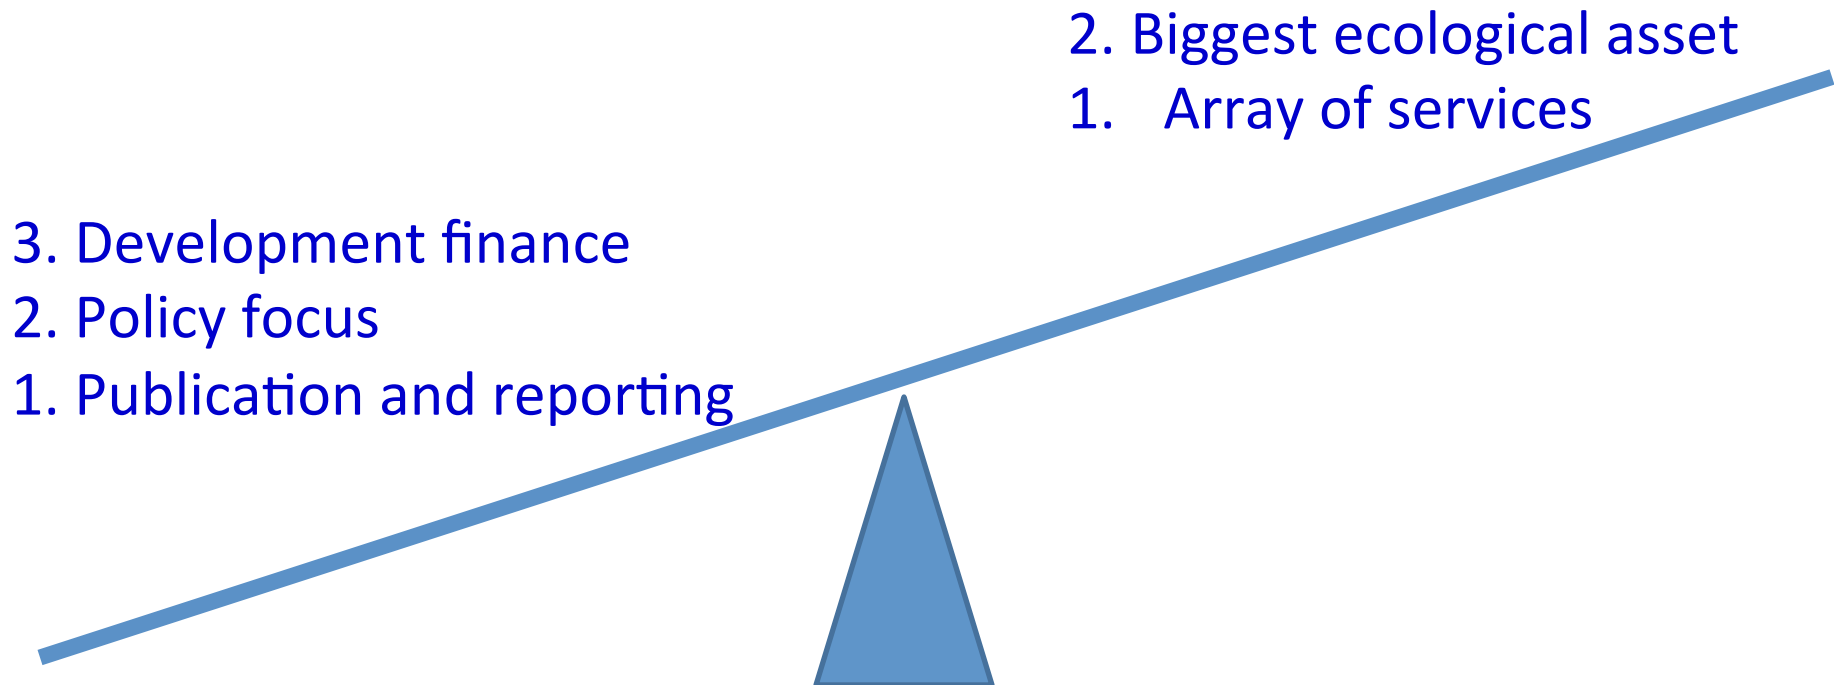 2. Biggest ecological asset
1. Array of services
3. Development finance
2. Policy focus
1. Publication and reporting